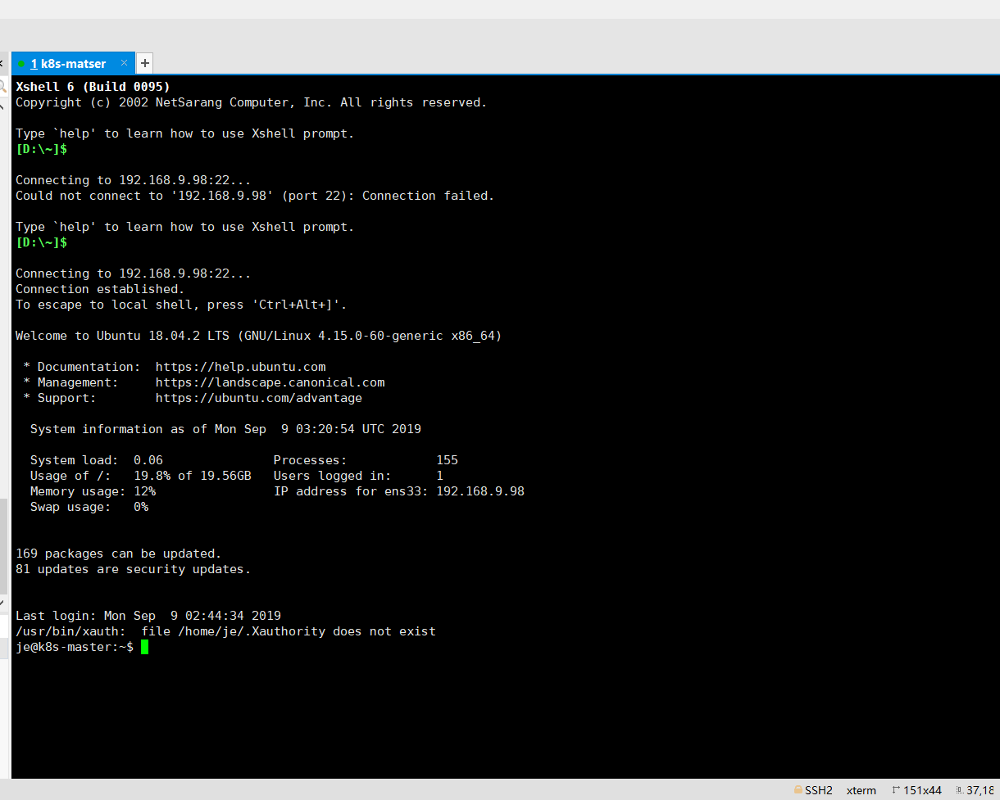 1 k8s-matser × +
Xshell 6 (Build 0095)
Copyright (c) 2002 NetSarang Computer, Inc. All rights reserved.
Type `help' to learn how to use Xshell prompt.
[D:\~]$
Connecting to 192.168.9.98:22...
Could not connect to '192.168.9.98' (port 22): Connection failed.
Type `help' to learn how to use Xshell prompt.
[D:\~]$
Connecting to 192.168.9.98:22...
Connection established.
To escape to local shell, press 'Ctrl+Alt+]'.
Welcome to Ubuntu 18.04.2 LTS (GNU/Linux 4.15.0-60-generic x86_64)
 * Documentation:  https://help.ubuntu.com
 * Management:     https://landscape.canonical.com
 * Support:        https://ubuntu.com/advantage
  System information as of Mon Sep  9 03:20:54 UTC 2019
  System load:  0.06               Processes:            155
  Usage of /:   19.8% of 19.56GB   Users logged in:      1
  Memory usage: 12%                IP address for ens33: 192.168.9.98
  Swap usage:   0%
169 packages can be updated.
81 updates are security updates.
Last login: Mon Sep  9 02:44:34 2019
/usr/bin/xauth:  file /home/je/.Xauthority does not exist
je@k8s-master:~$
SSH2 xterm 151x44 37,18